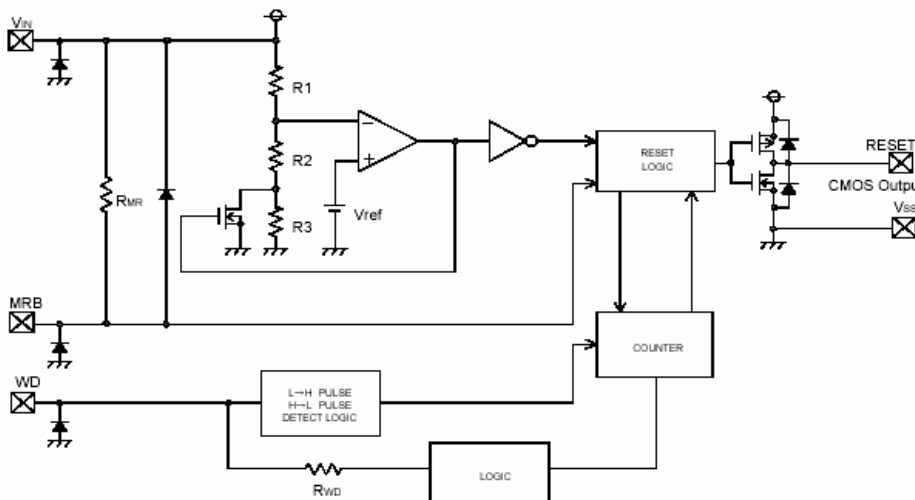 VIN
R1
R2
R3
RMR
Vref
−
+
RESET
LOGIC
RESET
CMOS Output
VSS
MRB
COUNTER
WD
L→H PULSE
H→L PULSE
DETECT LOGIC
RWD
LOGIC